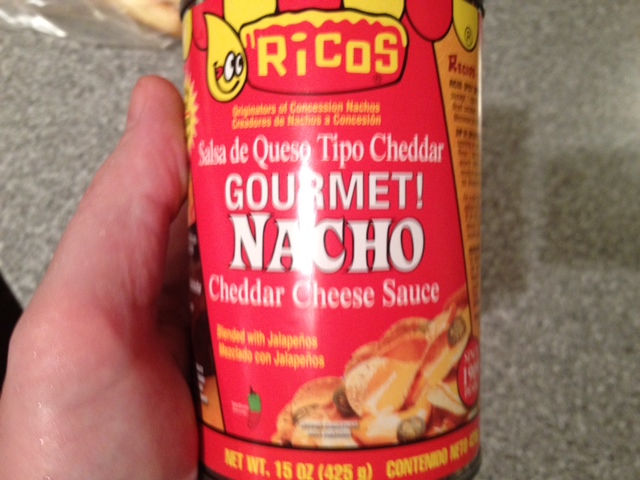 RICOS
Originators of Concession Nachos
Creadores de Nachos a Concesión
Salsa de Queso Tipo Cheddar
GOURMET!
NACHO
Cheddar Cheese Sauce
Blended with Jalapeños
Mezclado con Jalapeños
NET WT. 15 OZ (425 g) CONTENIDO NETO